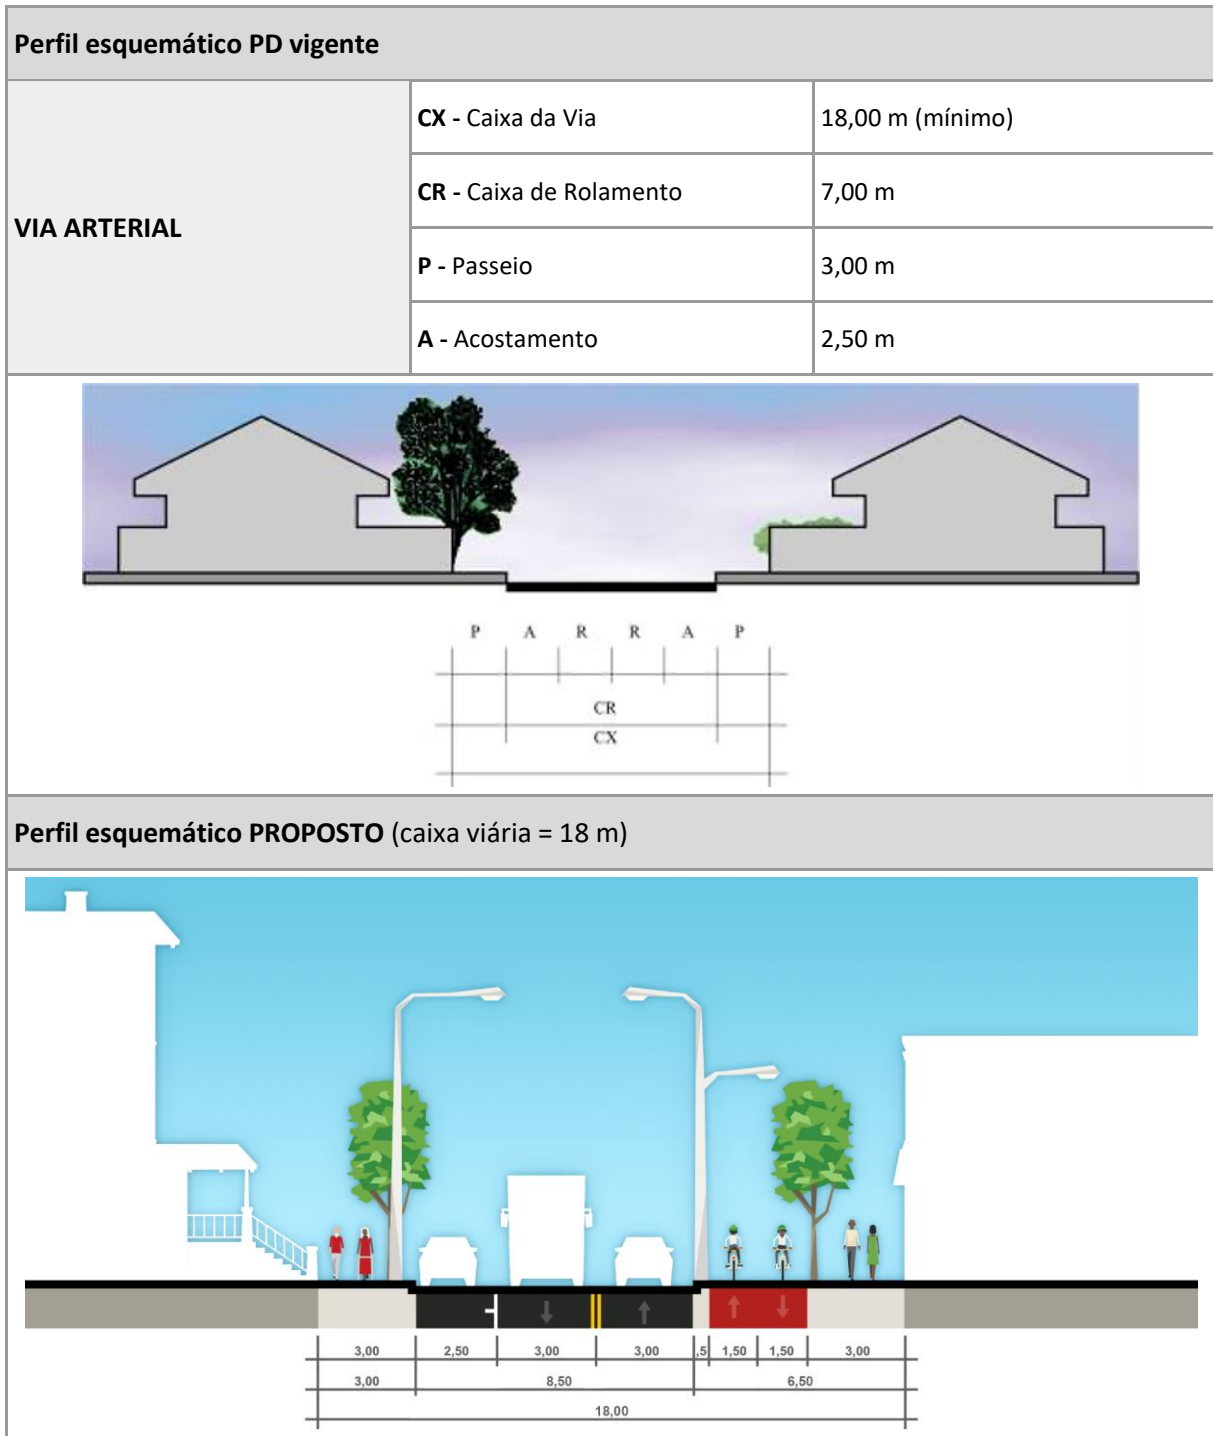 Perfil esquemático PD vigente
VIA ARTERIAL
CX - Caixa da Via 18,00 m (mínimo)
CR - Caixa de Rolamento 7,00 m
P - Passeio 3,00 m
A - Acostamento 2,50 m
P A R R A P
CR
CX
Perfil esquemático PROPOSTO (caixa viária = 18 m)
3,00 2,50 3,00 3,00 ,5 1,50 1,50 3,00
3,00 8,50 6,50
18,00